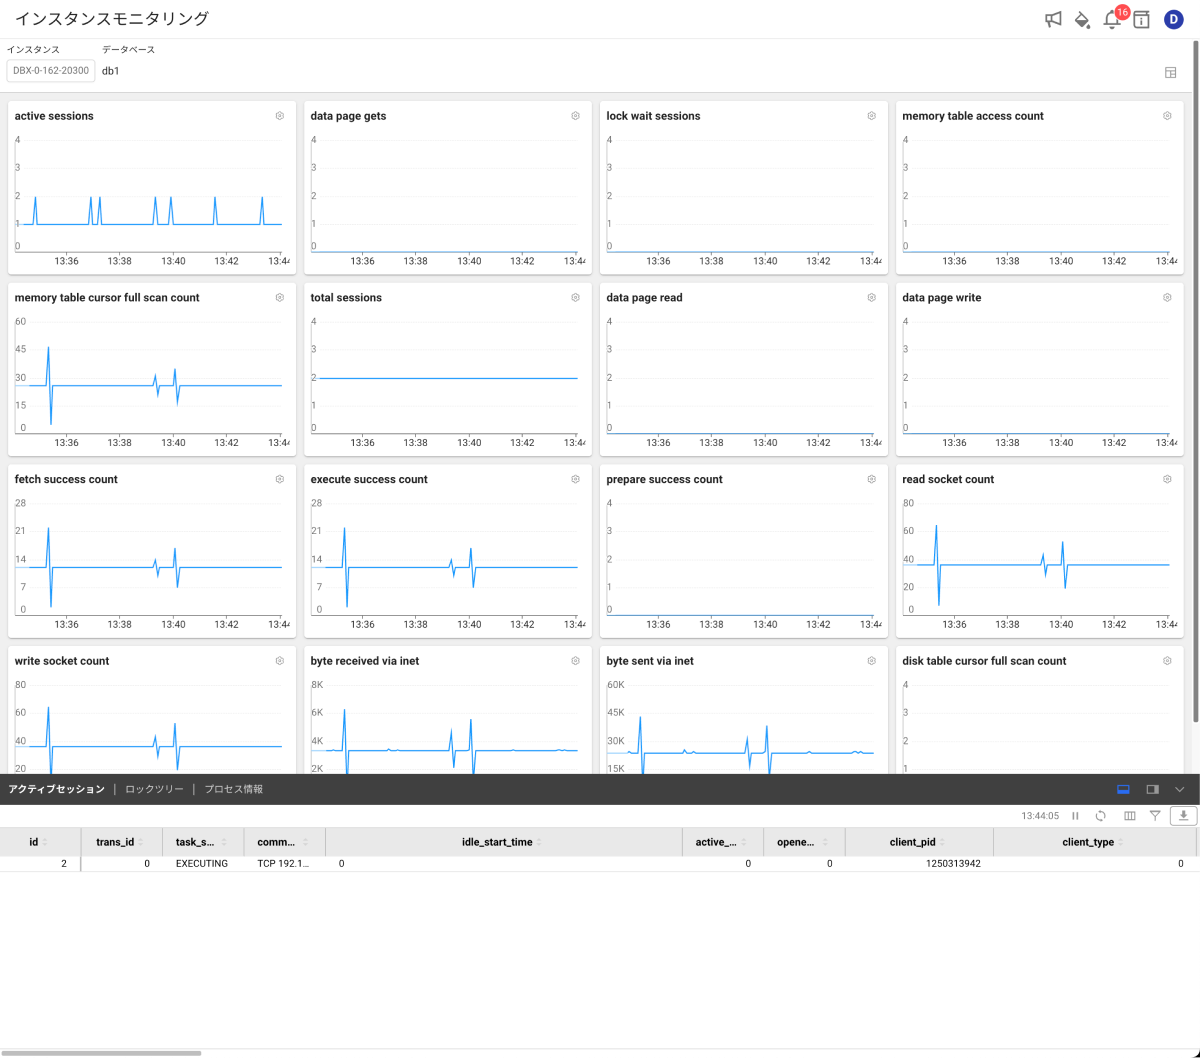 インスタンスモニタリング
16
D
インスタンス データベース
DBX-0-162-20300 db1
active sessions
4
3
2
1
0
13:36 13:38 13:40 13:42 13:44
data page gets
4
3
2
1
0
13:36 13:38 13:40 13:42 13:44
lock wait sessions
4
3
2
1
0
13:36 13:38 13:40 13:42 13:44
memory table access count
4
3
2
1
0
13:36 13:38 13:40 13:42 13:44
memory table cursor full scan count
60
45
30
15
0
13:36 13:38 13:40 13:42 13:44
total sessions
4
3
2
1
0
13:36 13:38 13:40 13:42 13:44
data page read
4
3
2
1
0
13:36 13:38 13:40 13:42 13:44
data page write
4
3
2
1
0
13:36 13:38 13:40 13:42 13:44
fetch success count
28
21
14
7
0
13:36 13:38 13:40 13:42 13:44
execute success count
28
21
14
7
0
13:36 13:38 13:40 13:42 13:44
prepare success count
4
3
2
1
0
13:36 13:38 13:40 13:42 13:44
read socket count
80
60
40
20
0
13:36 13:38 13:40 13:42 13:44
write socket count
80
60
40
20
byte received via inet
8K
6K
4K
2K
byte sent via inet
60K
45K
30K
15K
disk table cursor full scan count
4
3
2
1
アクティブセッション | ロックツリー | プロセス情報
13:44:05
id trans_id task_s... comm... idle_start_time active_... opene... client_pid client_type
2 0 EXECUTING TCP 192.1... 0 0 0 1250313942 0